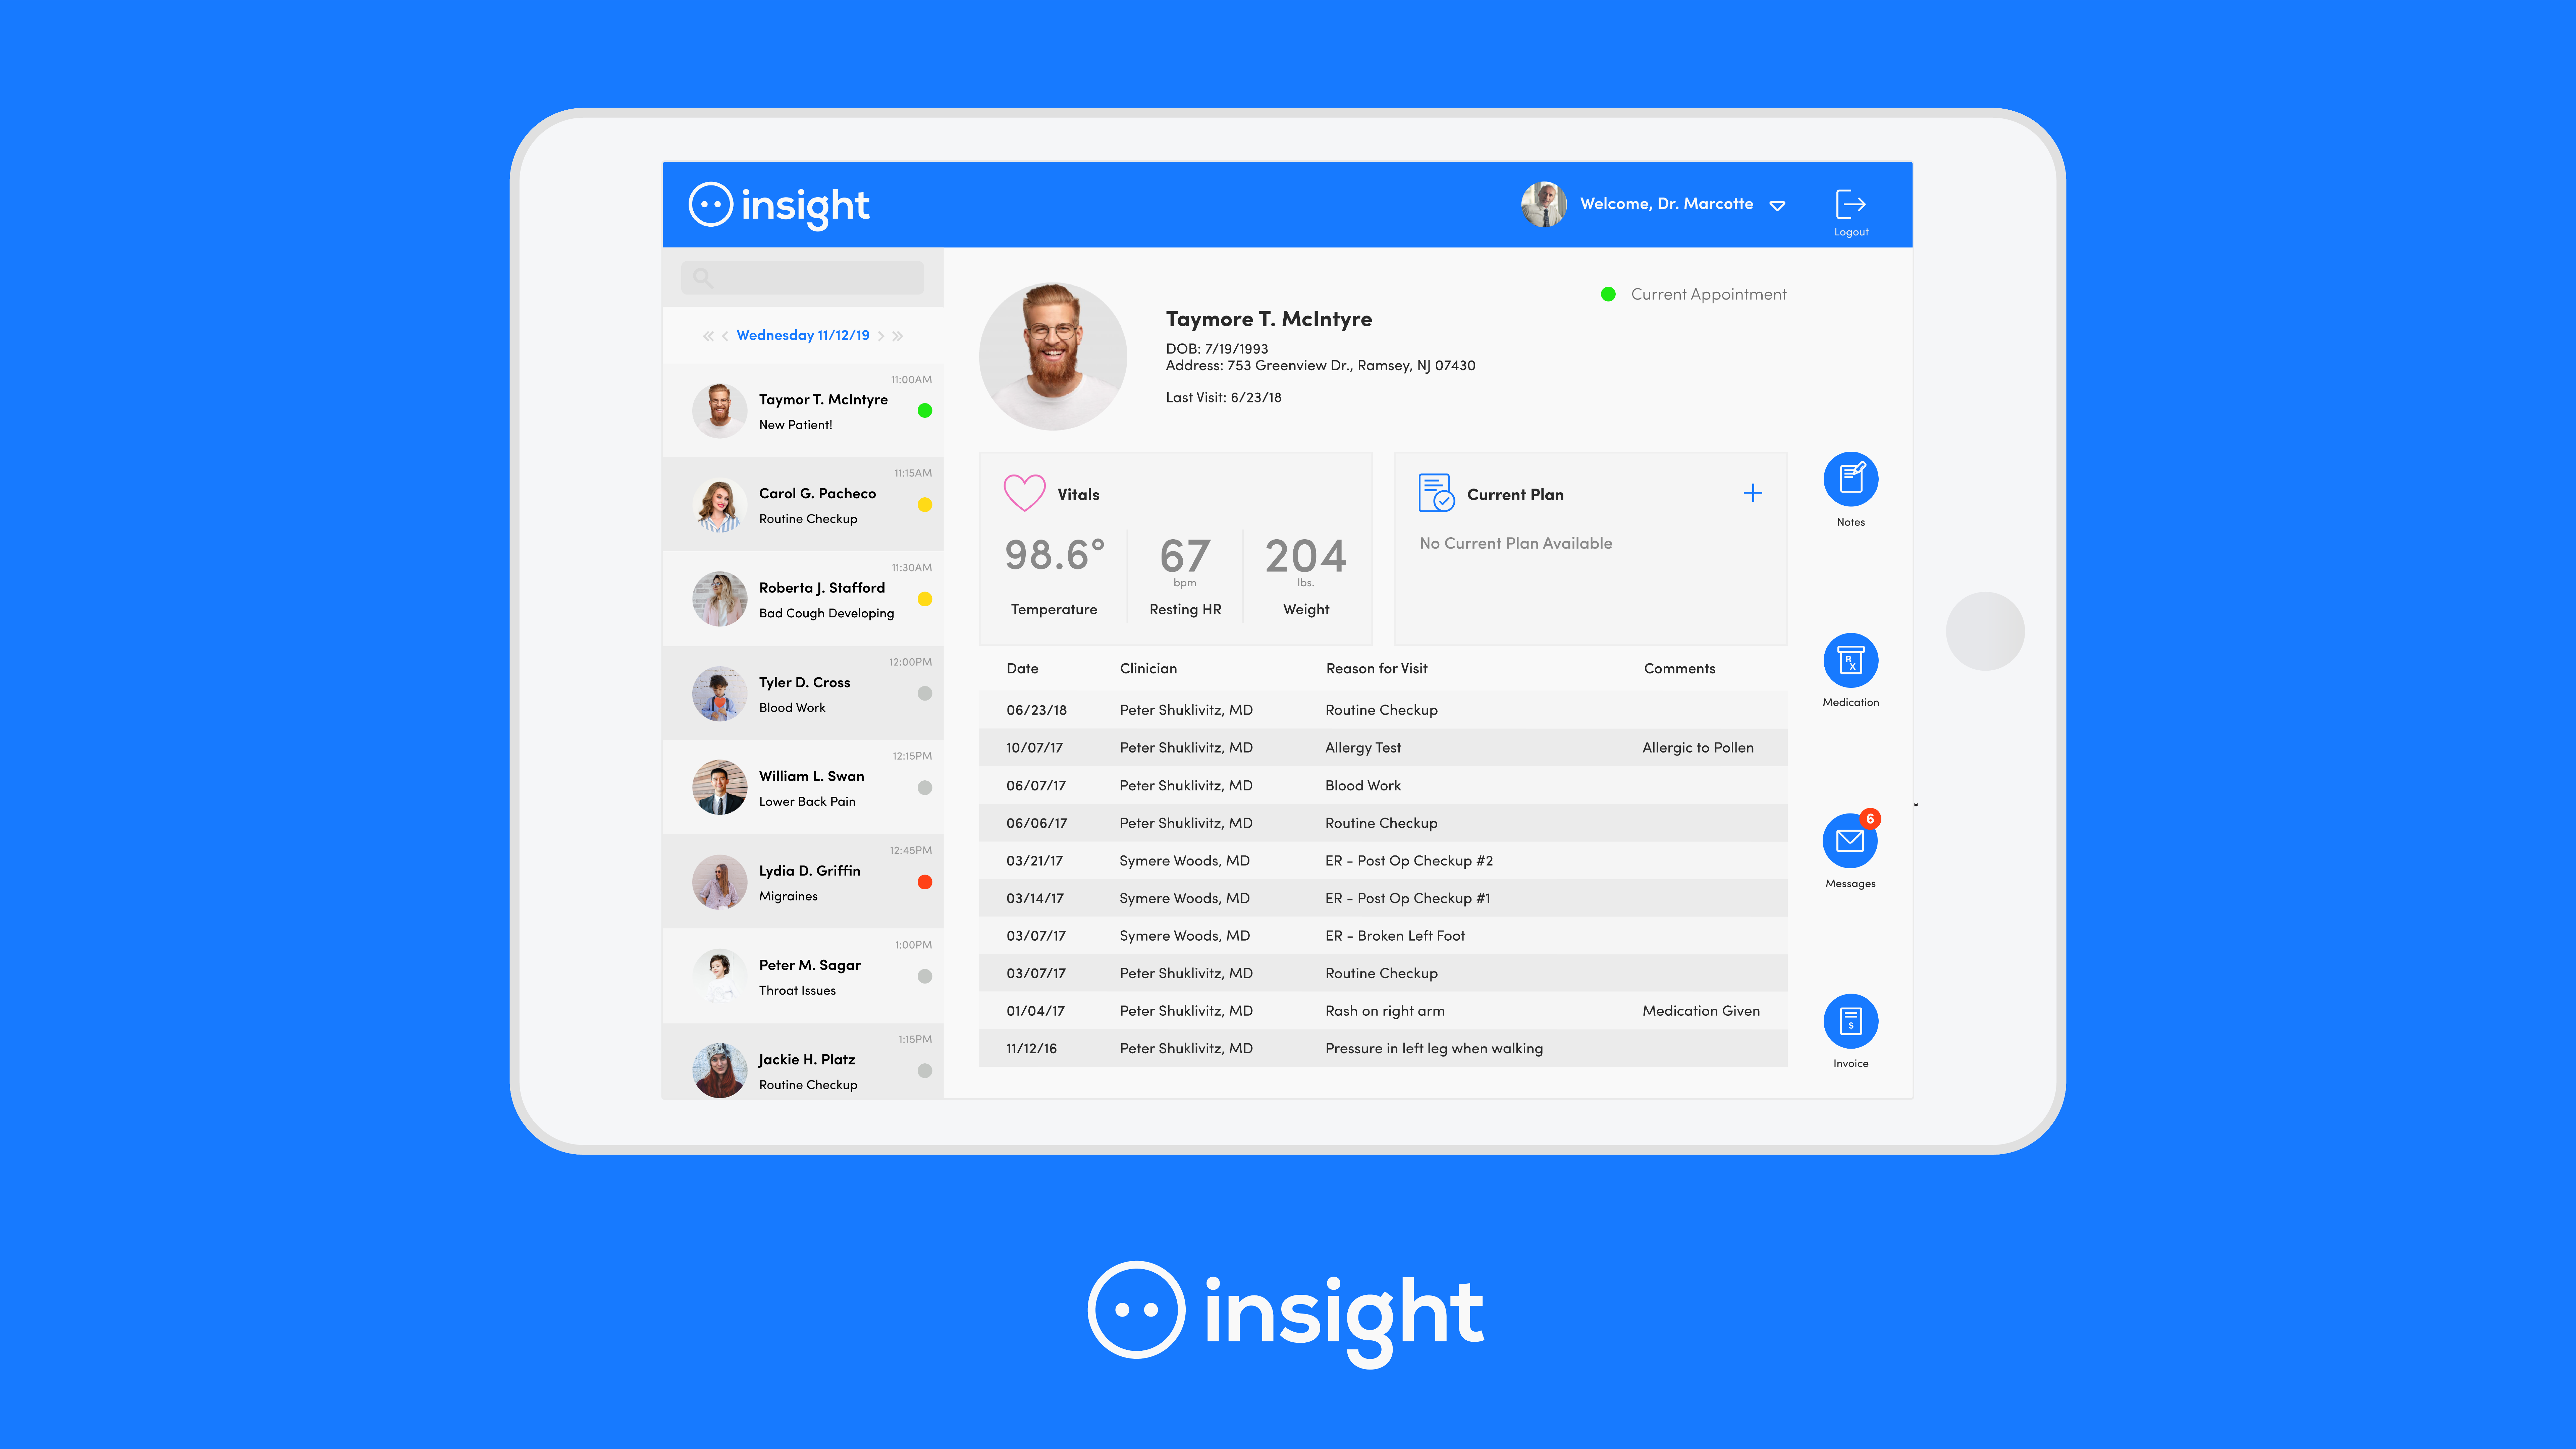 insight
Welcome, Dr. Marcotte
Logout
Wednesday 11/12/19
11:00AM
Taymor T. McIntyre
New Patient!
11:15AM
Carol G. Pacheco
Routine Checkup
11:30AM
Roberta J. Stafford
Bad Cough Developing
12:00PM
Tyler D. Cross
Blood Work
12:15PM
William L. Swan
Lower Back Pain
12:45PM
Lydia D. Griffin
Migraines
1:00PM
Peter M. Sagar
Throat Issues
1:15PM
Jackie H. Platz
Routine Checkup
Current Appointment
Taymore T. McIntyre
DOB: 7/19/1993
Address: 753 Greenview Dr., Ramsey, NJ 07430
Last Visit: 6/23/18
Vitals
98.6° 67 204
bpm lbs.
Temperature Resting HR Weight
Current Plan
No Current Plan Available
Date Clinician Reason for Visit Comments
06/23/18 Peter Shuklivitz, MD Routine Checkup
10/07/17 Peter Shuklivitz, MD Allergy Test Allergic to Pollen
06/07/17 Peter Shuklivitz, MD Blood Work
06/06/17 Peter Shuklivitz, MD Routine Checkup
03/21/17 Symere Woods, MD ER - Post Op Checkup #2
03/14/17 Symere Woods, MD ER - Post Op Checkup #1
03/07/17 Symere Woods, MD ER - Broken Left Foot
03/07/17 Peter Shuklivitz, MD Routine Checkup
01/04/17 Peter Shuklivitz, MD Rash on right arm Medication Given
11/12/16 Peter Shuklivitz, MD Pressure in left leg when walking
Notes
RX
Medication
6
Messages
$
Invoice
insight